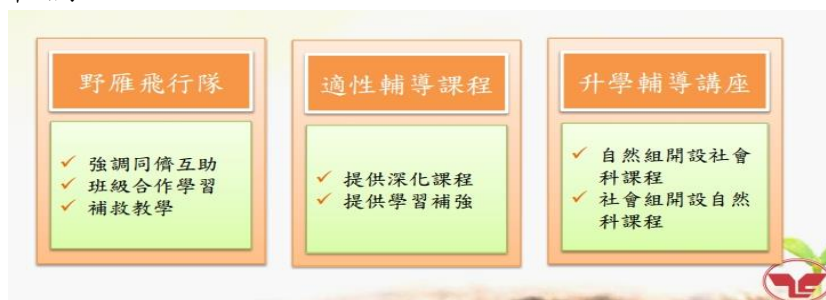 野雁飛行隊
✓ 強調同儕互助
✓ 班級合作學習
✓ 補救教學
適性輔導課程
✓ 提供深化課程
✓ 提供學習補強
升學輔導講座
✓ 自然組開設社會
科課程
✓ 社會組開設自然
科課程